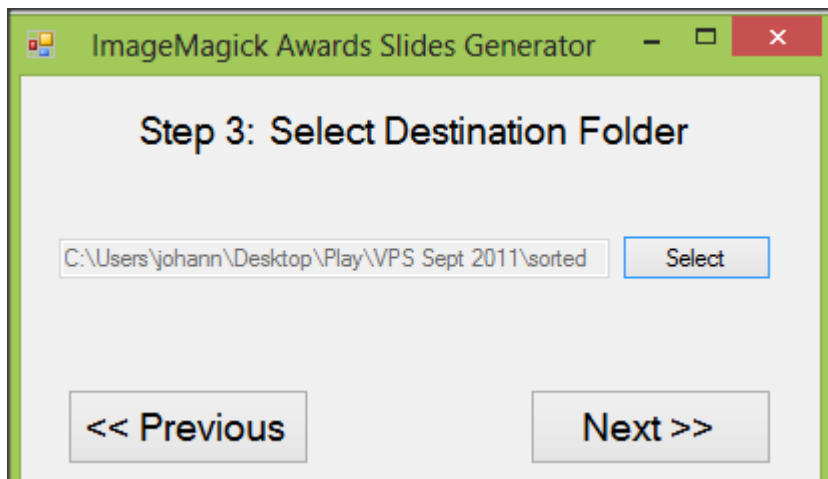 ImageMagick Awards Slides Generator
Step 3: Select Destination Folder
C:\Users\johann\Desktop\Play\VPS Sept 2011\sorted
Select
<< Previous
Next >>